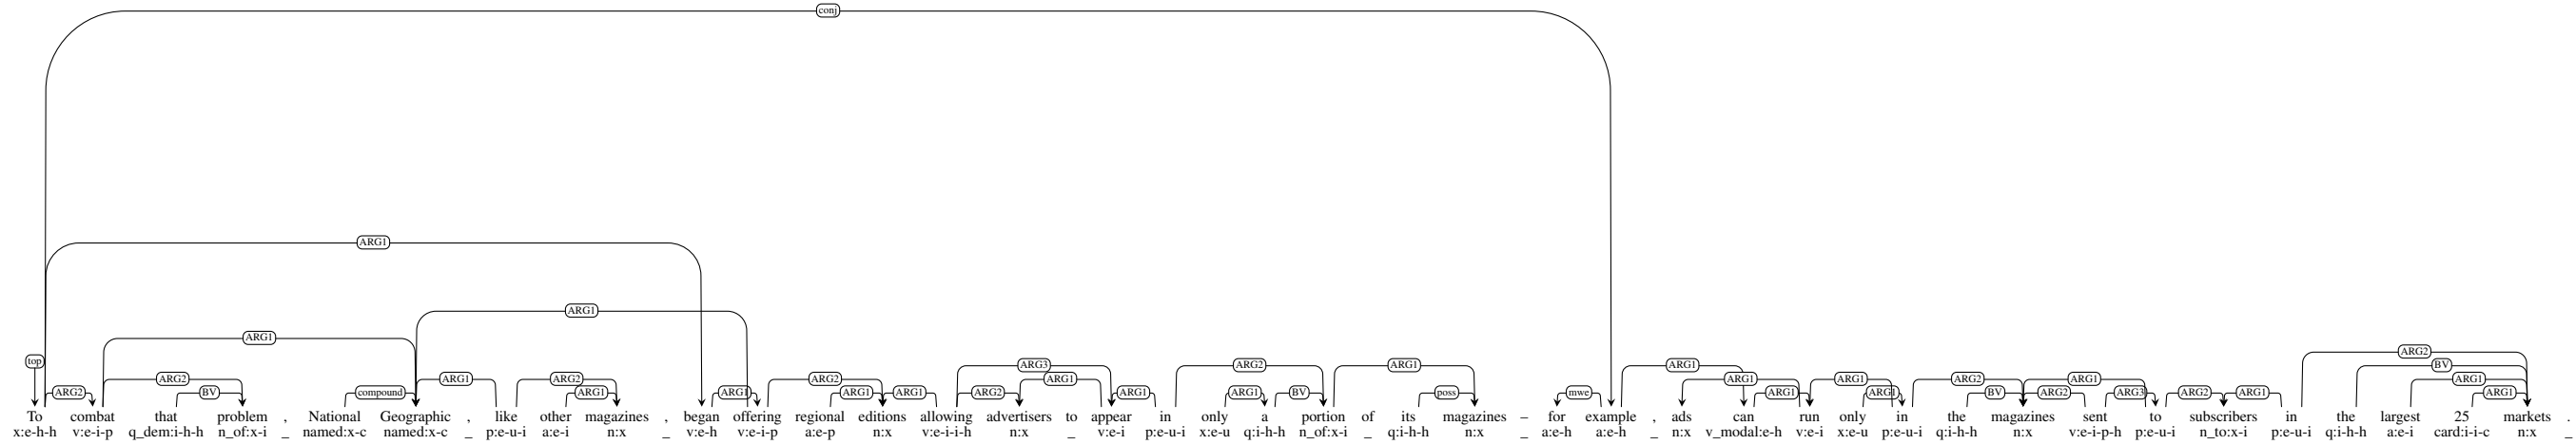 conj
ARG1
ARG1
ARG1
top
ARG3 ARG2 ARG1 ARG1 ARG2
BV
ARG2 ARG1 ARG2 ARG2 ARG1 ARG1 ARG1 ARG2 ARG1 ARG1
ARG2 BV compound ARG1 ARG1 ARG1 ARG1 ARG2 ARG1 ARG1 BV poss mwe ARG1 ARG1 BV ARG2 ARG3 ARG2 ARG1 ARG1
To combat that problem , National Geographic , like other magazines , began offering regional editions allowing advertisers to appear in only a portion of its magazines – for example , ads can run only in the magazines sent to subscribers in the largest 25 markets .
x:e-h-h v:e-i-p q_dem:i-h-h n_of:x-i _ named:x-c named:x-c _ p:e-u-i a:e-i n:x _ v:e-h v:e-i-p a:e-p n:x v:e-i-i-h n:x _ v:e-i p:e-u-i x:e-u q:i-h-h n_of:x-i _ q:i-h-h n:x _ a:e-h a:e-h _ n:x v_modal:e-h v:e-i x:e-u p:e-u-i q:i-h-h n:x v:e-i-p-h p:e-u-i n_to:x-i p:e-u-i q:i-h-h a:e-i card:i-i-c n:x _